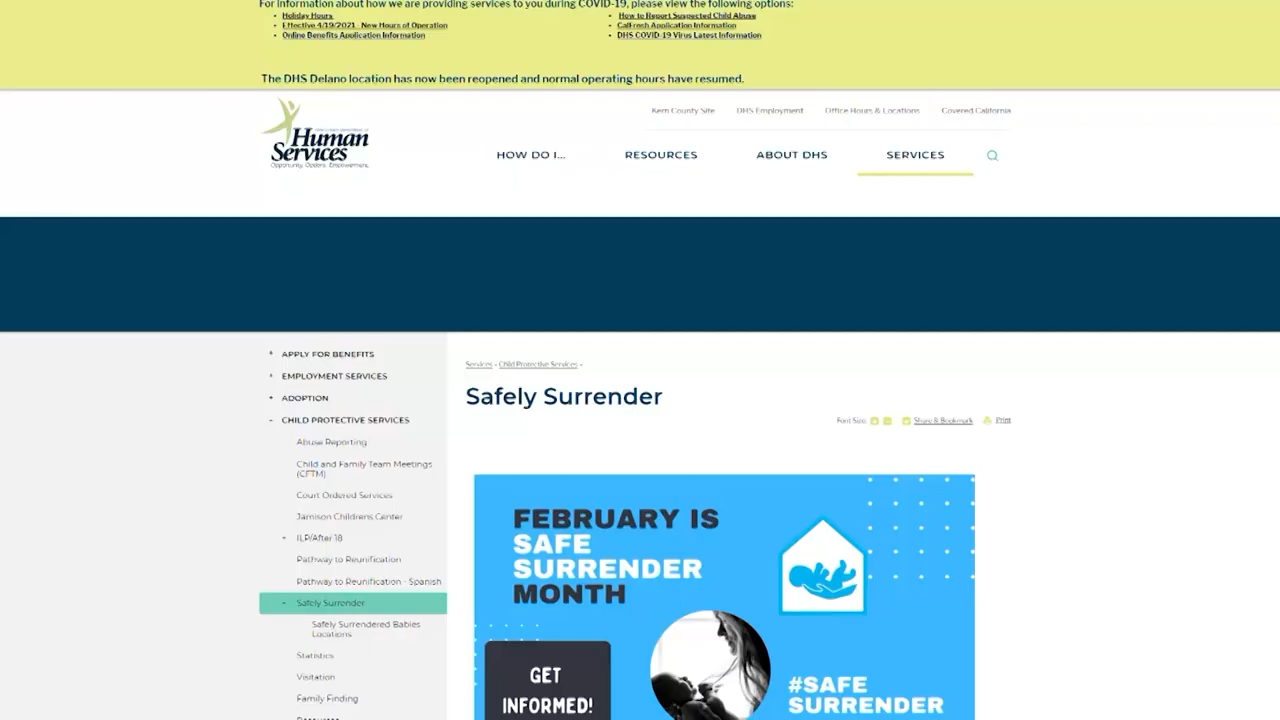 For information about how we are providing services to you during COVID-19, please view the following options:
• Holiday Hours
• Effective 4/19/2021 - New Hours of Operation
• Online Benefits Application Information
• How to Report Suspected Child Abuse
• CalFresh Application Information
• DHS COVID-19 Virus Latest Information
The DHS Delano location has now been reopened and normal operating hours have resumed.
Human
Services
Opportunity. Options. Empowerment.
Kern County Site
DHS Employment
Office Hours & Locations
Covered California
HOW DO I...
RESOURCES
ABOUT DHS
SERVICES
+ APPLY FOR BENEFITS
+ EMPLOYMENT SERVICES
+ ADOPTION
- CHILD PROTECTIVE SERVICES
Abuse Reporting
Child and Family Team Meetings
(CFTM)
Court Ordered Services
Jamison Childrens Center
+ ILP/After 18
Pathway to Reunification
Pathway to Reunification - Spanish
- Safely Surrender
Safely Surrendered Babies
Locations
Statistics
Visitation
Family Finding
Services » Child Protective Services »
Safely Surrender
Font Size:
Share & Bookmark
Print
FEBRUARY IS
SAFE
SURRENDER
MONTH
GET
INFORMED!
#SAFE
SURRENDER